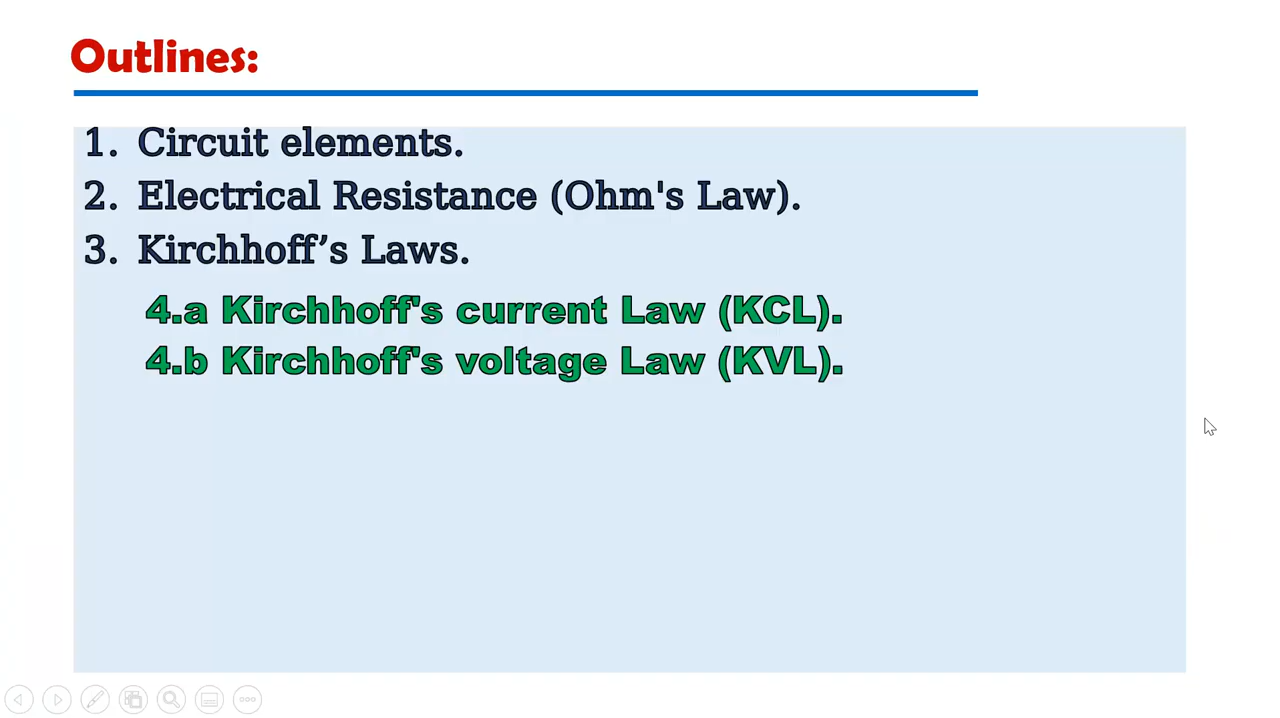 Outlines:
1. Circuit elements.
2. Electrical Resistance (Ohm's Law).
3. Kirchhoff’s Laws.
4.a Kirchhoff's current Law (KCL).
4.b Kirchhoff's voltage Law (KVL).